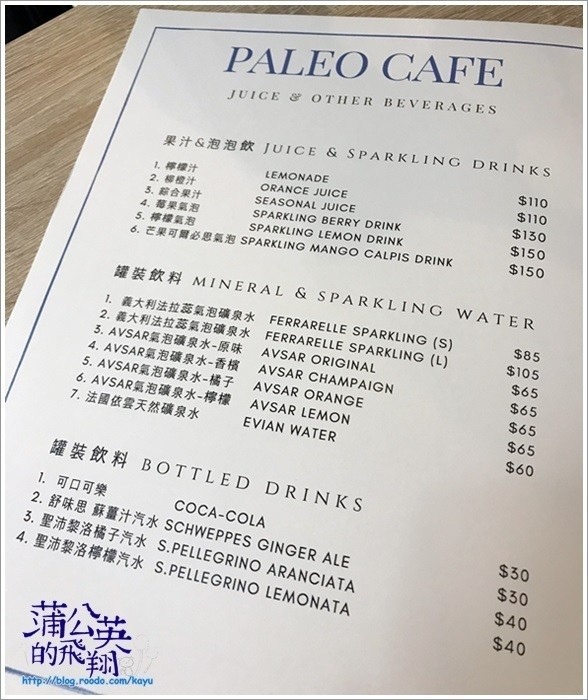 PALEO CAFE
JUICE & OTHER BEVERAGES
果汁&泡泡飲 JUICE & SPARKLING DRINKS
1. 檸檬汁 LEMONADE
2. 柳橙汁 ORANCE JUICE
3. 綜合果汁 SEASONAL JUICE
4. 莓果氣泡 SPARKLING BERRY DRINK
5. 檸檬氣泡 SPARKLING LEMON DRINK
6. 芒果可爾必思氣泡 SPARKLING MANGO CALPIS DRINK
$110
$110
$130
$150
$150
罐裝飲料 MINERAL & SPARKLING WATER
1. 義大利法拉蕊氣泡礦泉水 FERRARELLE SPARKLING (S) $85
2. 義大利法拉蕊氣泡礦泉水 FERRARELLE SPARKLING (L) $105
3. AVSAR氣泡礦泉水-原味 AVSAR ORIGINAL $65
4. AVSAR氣泡礦泉水-香檳 AVSAR CHAMPAIGN $65
5. AVSAR氣泡礦泉水-橘子 AVSAR ORANGE $65
6. AVSAR氣泡礦泉水-檸檬 AVSAR LEMON $65
7. 法國依雲天然礦泉水 EVIAN WATER $60
罐裝飲料 BOTTLED DRINKS
1. 可口可樂 COCA-COLA $30
2. 舒味思 蘇薑汁汽水 SCHWEPPES GINGER ALE $30
3. 聖沛黎洛橘子汽水 S.PELLEGRINO ARANCIATA $40
4. 聖沛黎洛檸檬汽水 S.PELLEGRINO LEMONATA $40
蒲公英
的飛翔
http://blog.roodo.com/kayu